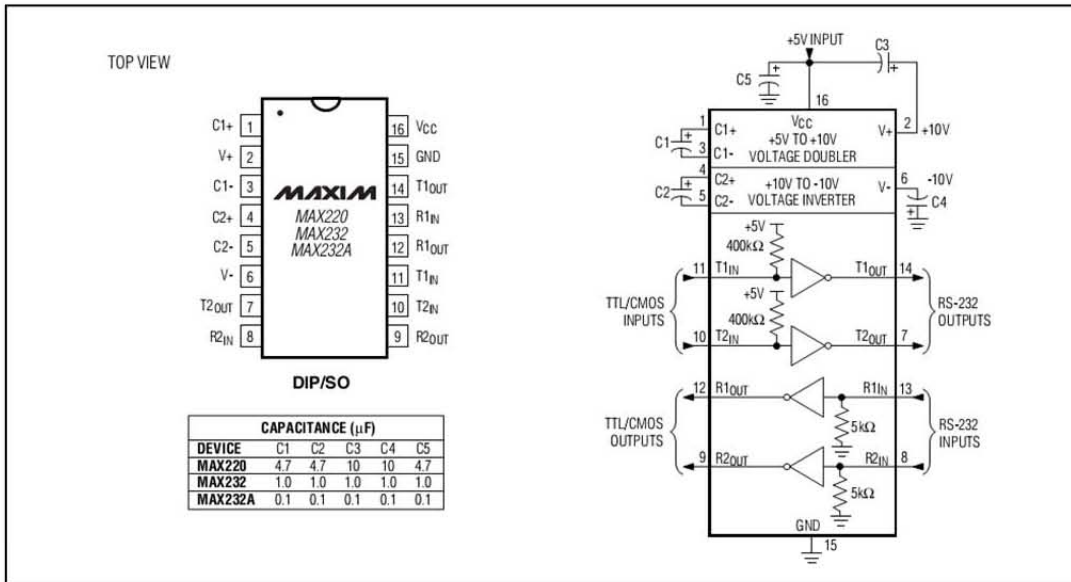 TOP VIEW
C1+ 1
V+ 2
C1- 3
C2+ 4
C2- 5
V- 6
T2OUT 7
R2IN 8
16 VCC
15 GND
14 T1OUT
13 R1IN
12 R1OUT
11 T1IN
10 T2IN
9 R2OUT
MAXIM
MAX220
MAX232
MAX232A
DIP/SO
CAPACITANCE (μF)
DEVICE C1 C2 C3 C4 C5
MAX220 4.7 4.7 10 10 4.7
MAX232 1.0 1.0 1.0 1.0 1.0
MAX232A 0.1 0.1 0.1 0.1 0.1
+5V INPUT
C3
+
C5
+
16
VCC
1
C1+
C1
+
3
C1-
+5V TO +10V
VOLTAGE DOUBLER
V+
2
+10V
4
C2+
C2
+
5
C2-
+10V TO -10V
VOLTAGE INVERTER
V-
6
-10V
C4
+
+5V
400kΩ
11 T1IN
T1OUT 14
+5V
400kΩ
TTL/CMOS
INPUTS
RS-232
OUTPUTS
10 T2IN
T2OUT 7
12 R1OUT
R1IN 13
5kΩ
TTL/CMOS
OUTPUTS
RS-232
INPUTS
9 R2OUT
R2IN 8
5kΩ
GND
15